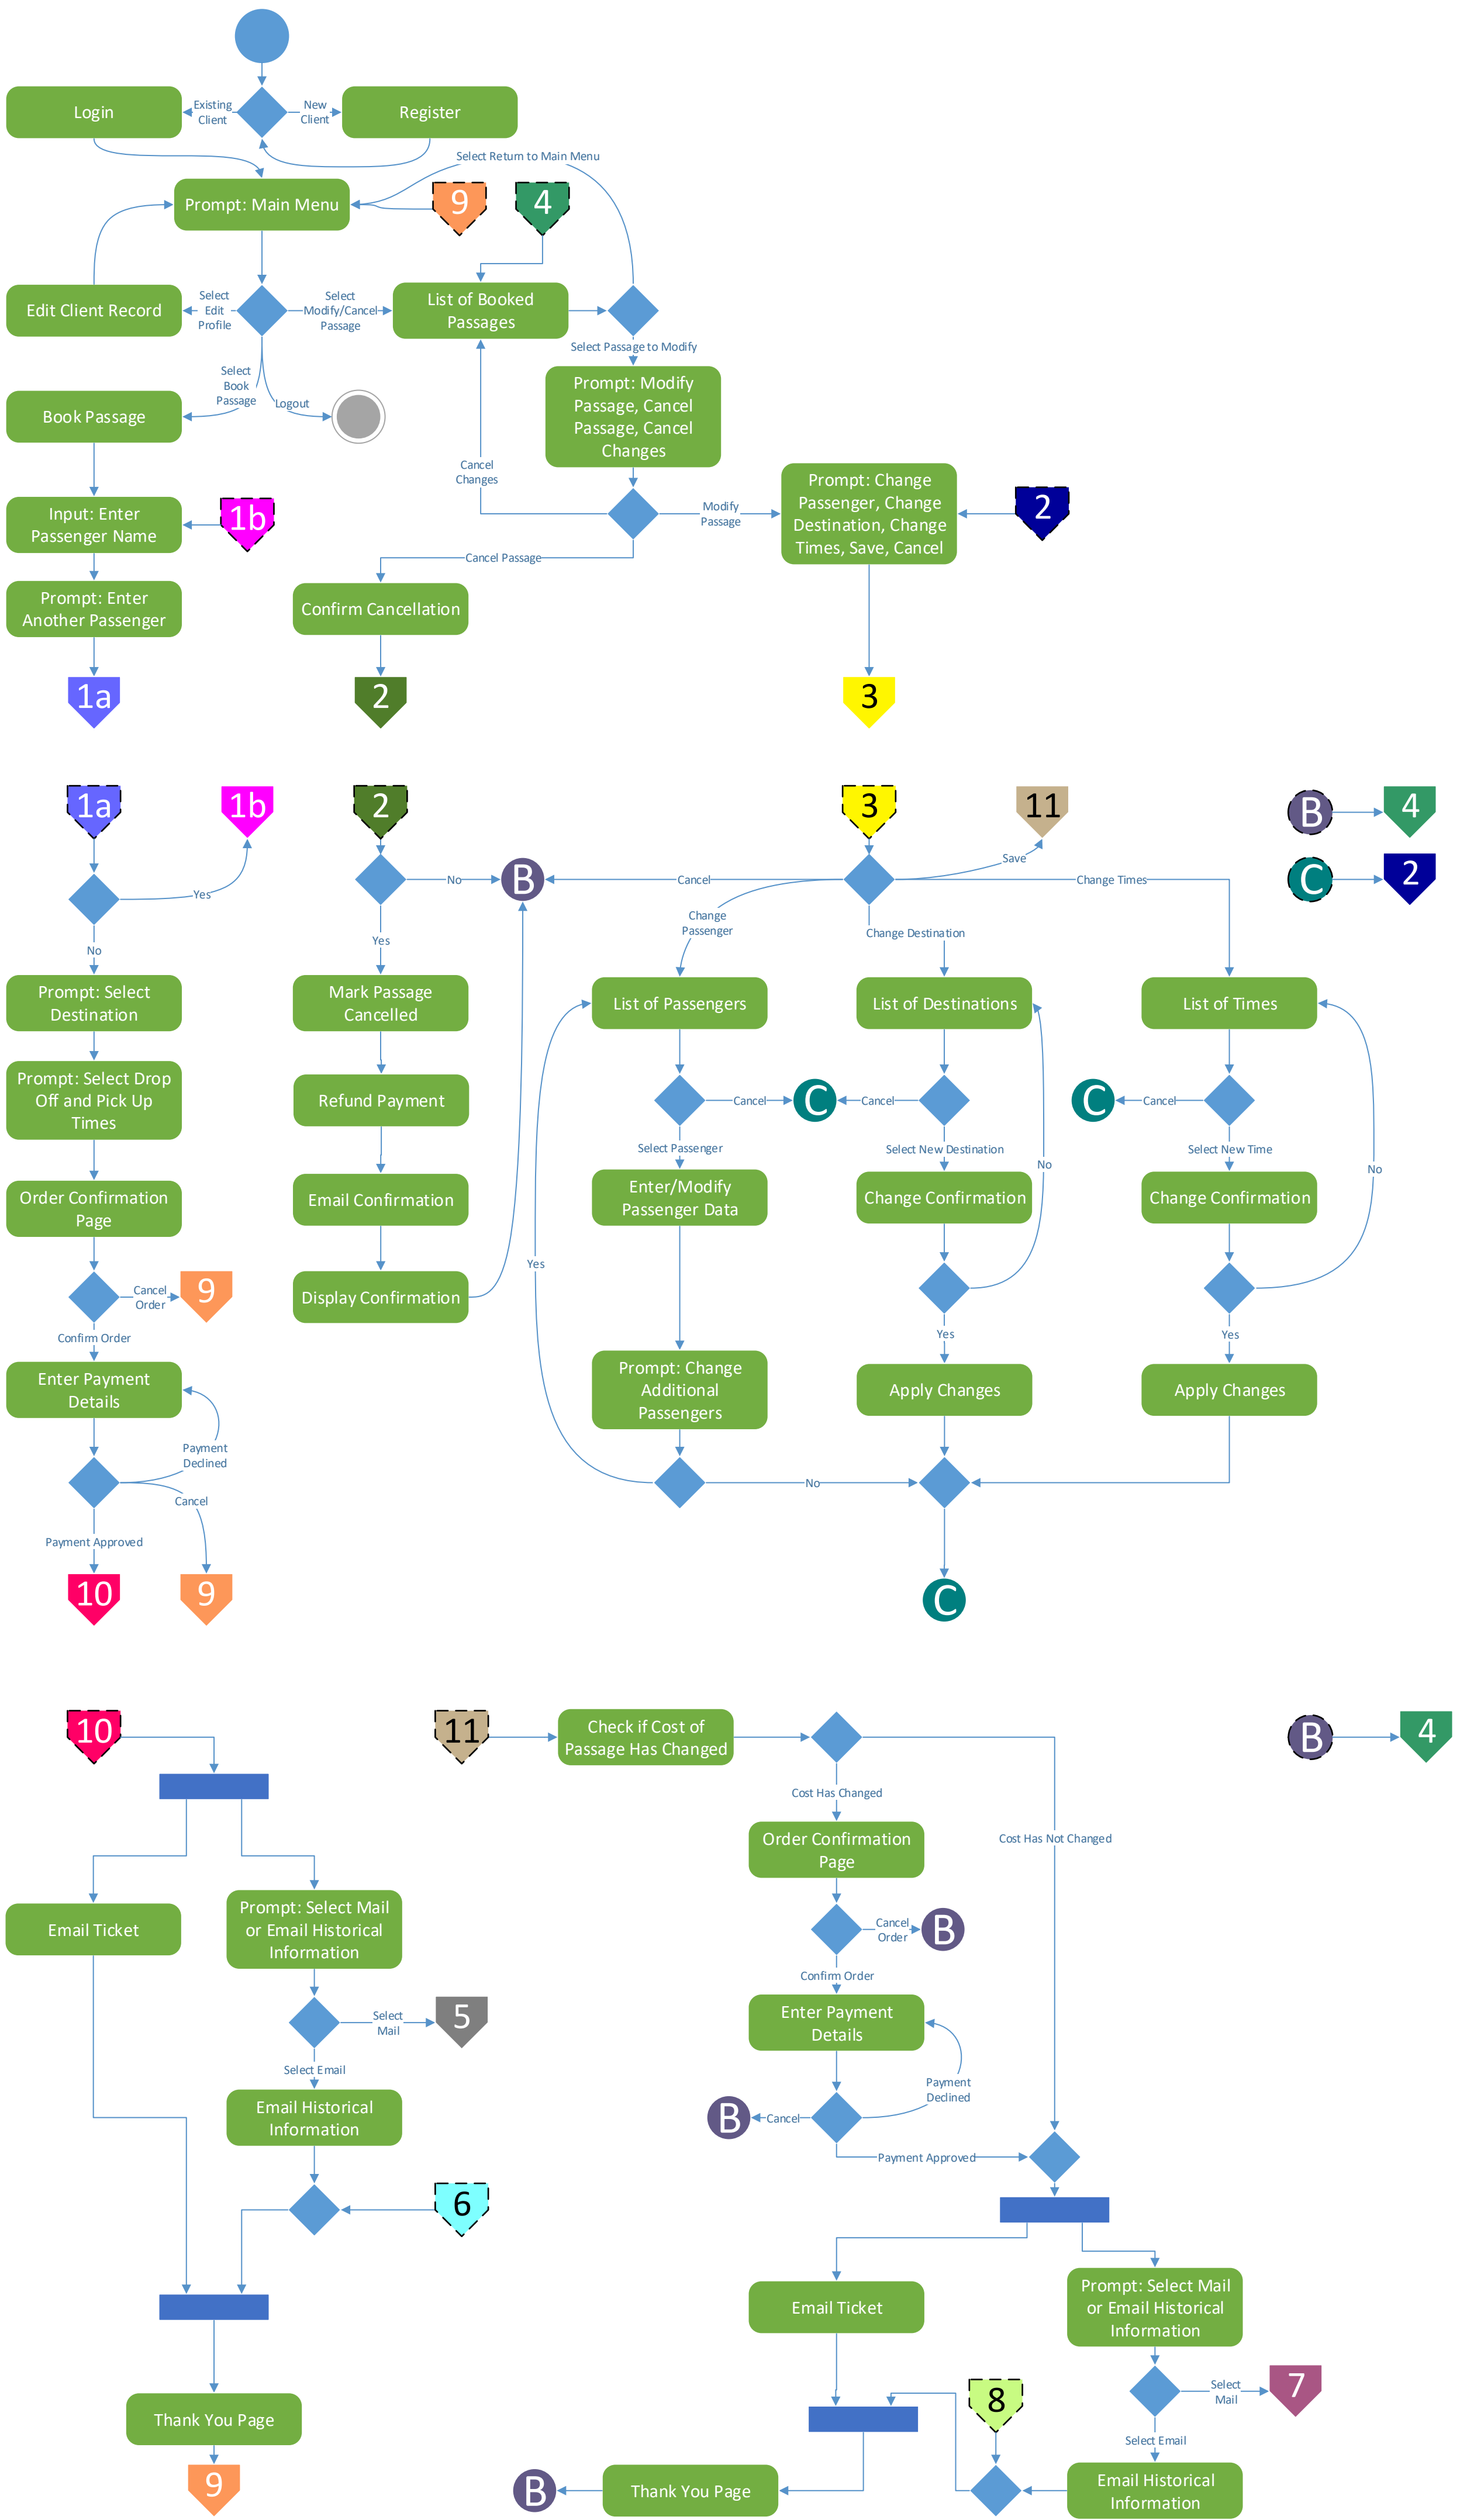 Login
Existing
Client
New
Client
Register
Select Return to Main Menu
Prompt: Main Menu
9
4
Edit Client Record
Select
Edit
Profile
Select
Modify/Cancel
Passage
List of Booked
Passages
Select Passage to Modify
Select
Book
Passage
Logout
Book Passage
Prompt: Modify
Passage, Cancel
Passage, Cancel
Changes
Cancel
Changes
Modify
Passage
Prompt: Change
Passenger, Change
Destination, Change
Times, Save, Cancel
2
Input: Enter
Passenger Name
1b
Cancel Passage
Prompt: Enter
Another Passenger
Confirm Cancellation
1a
2
3
1a
1b
2
3
11
B
4
Yes
No
B
Cancel
Save
Change Times
C
2
No
Yes
Change
Passenger
Change Destination
Prompt: Select
Destination
Mark Passage
Cancelled
List of Passengers
List of Destinations
List of Times
Prompt: Select Drop
Off and Pick Up
Times
Refund Payment
Cancel
C
Cancel
C
Cancel
Select Passenger
Select New Destination
No
Select New Time
No
Order Confirmation
Page
Email Confirmation
Enter/Modify
Passenger Data
Change Confirmation
Change Confirmation
Yes
Cancel
Order
9
Display Confirmation
Confirm Order
Yes
Yes
Enter Payment
Details
Prompt: Change
Additional
Passengers
Apply Changes
Apply Changes
Payment
Declined
No
Cancel
Payment Approved
10
9
C
10
11
Check if Cost of
Passage Has Changed
B
4
Cost Has Changed
Order Confirmation
Page
Cost Has Not Changed
Email Ticket
Prompt: Select Mail
or Email Historical
Information
Cancel
Order
B
Confirm Order
Select
Mail
5
Enter Payment
Details
Select Email
Payment
Declined
Email Historical
Information
B
Cancel
Payment Approved
6
Email Ticket
Prompt: Select Mail
or Email Historical
Information
Select
Mail
7
8
Thank You Page
Select Email
9
B
Thank You Page
Email Historical
Information